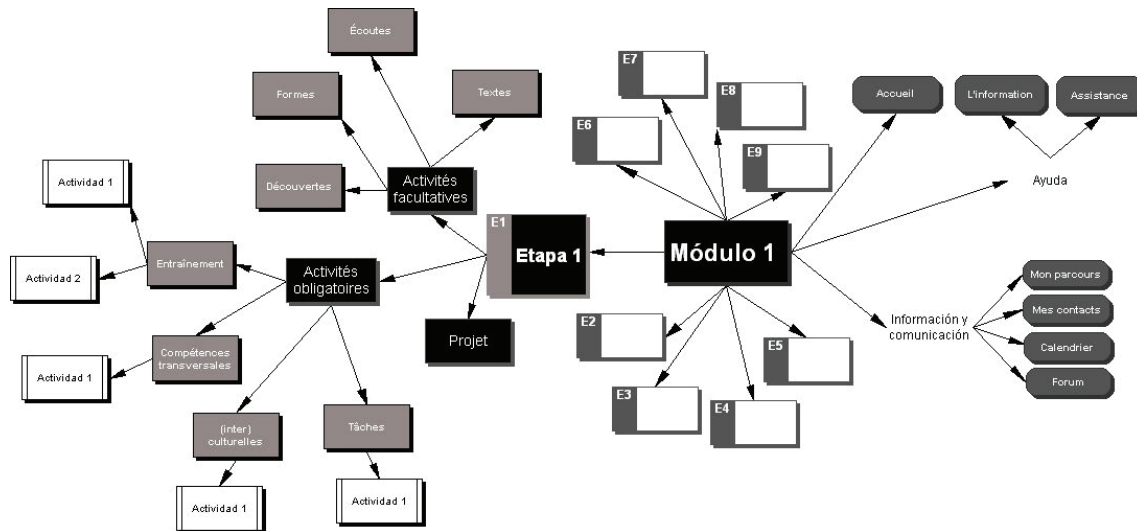 Écoutes
Formes
Textes
Découvertes
Activités
facultatives
Actividad 1
Actividad 2
Entraînement
Activités
obligatoires
Compétences
transversales
Actividad 1
(inter)
culturelles
Actividad 1
Tâches
Actividad 1
Projet
E1
Etapa 1
E7
E8
E6
E9
Módulo 1
E2
E3
E4
E5
Accueil
L'information
Assistance
Ayuda
Información y
comunicación
Mon parcours
Mes contacts
Calendrier
Forum